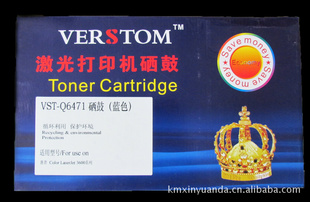 VERSTOM™
激光打印机硒鼓
Toner Cartridge
Save money
Save money
VST-Q6471 硒鼓（蓝色）
循环利用 保护环境
Recycling & environmental
Protection
适用型号/For use on
Color LaserJet 3600
kmxinyuanda.cn.alibaba.com